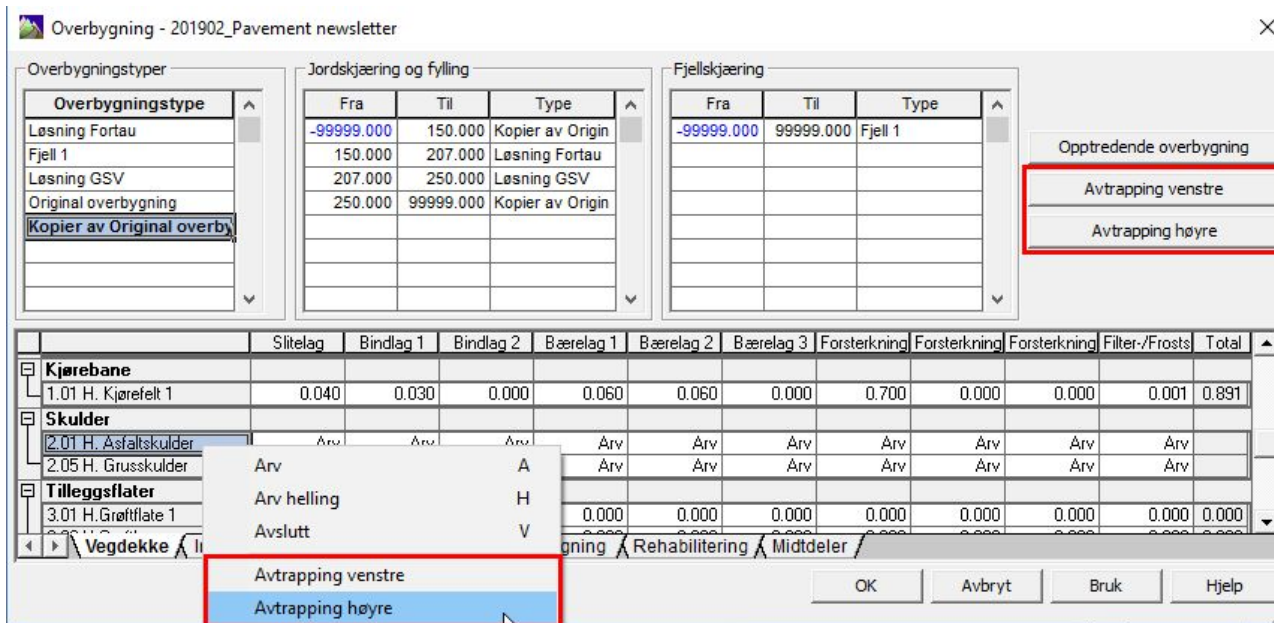 Overbygning - 201902_Pavement newsletter
Overbygningstyper
Overbygningstype
Løsning Fortau
Fjell 1
Løsning GSV
Original overbygning
Kopier av Original overby
Jordskjæring og fylling
Fra Til Type
-99999.000 150.000 Kopier av Origin
150.000 207.000 Løsning Fortau
207.000 250.000 Løsning GSV
250.000 99999.000 Kopier av Origin
Fjellskjæring
Fra Til Type
-99999.000 99999.000 Fjell 1
Opptredende overbygning
Avtrapping venstre
Avtrapping høyre
Slitelag Bindlag 1 Bindlag 2 Bærelag 1 Bærelag 2 Bærelag 3 Forsterkning Forsterkning Forsterkning Filter-/Frosts Total
Kjørebane
1.01 H. Kjørefelt 1 0.040 0.030 0.000 0.060 0.060 0.000 0.700 0.000 0.000 0.001 0.891
Skulder
2.01 H. Asfaltskulder Arv Arv Arv Arv Arv Arv Arv Arv Arv Arv
2.05 H. Grusskulder Arv Arv Arv Arv Arv Arv Arv
Tilleggsflater
3.01 H.Grøftflate 1 0.000 0.000 0.000 0.000 0.000 0.000 0.000 0.000
Vegdekke gning Rehabilitering Midtdeler
Arv A
Arv helling H
Avslutt V
Avtrapping venstre
Avtrapping høyre
OK Avbryt Bruk Hjelp